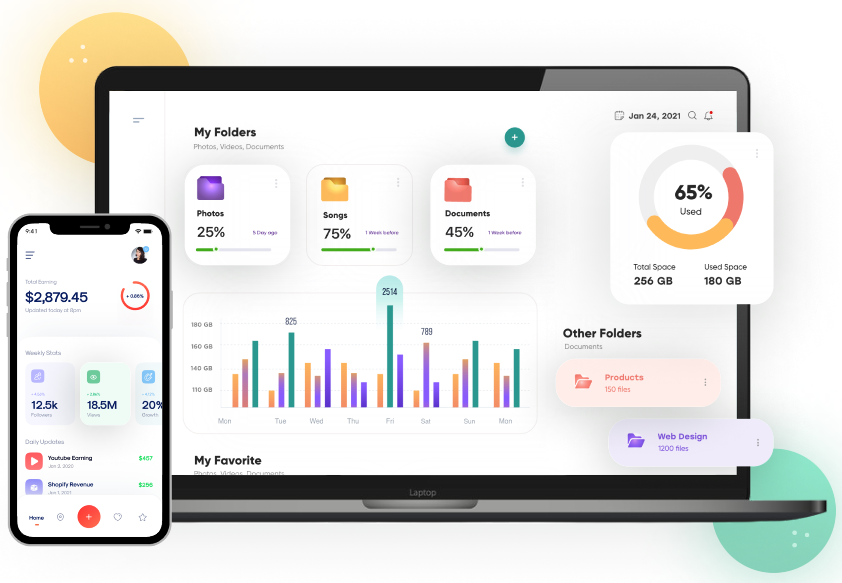 My Folders
Photos, Videos, Documents
+
Jan 24, 2021
Photos
25%
5 Day ago
Songs
75%
1 Week before
Documents
45%
1 Week before
65%
Used
Total Space
Used Space
256 GB
180 GB
2514
825
789
180 GB
160 GB
140 GB
110 GB
Mon
Tue
Wed
Thu
Fri
Sat
Sun
Mon
Other Folders
Documents
Products
150 files
Web Design
1200 files
My Favorite
Photos, Videos, Documents
Laptop
9:41
Total Earning
$2,879.45
Updated today at 8pm
+ 0.86%
Weekly Stats
12.5k
Followers
18.5M
Views
20%
Growth
Daily Updates
Youtube Earning
$457
Jan 2, 2020
Shopify Revenue
$286
Jan 1, 2021
Home
+